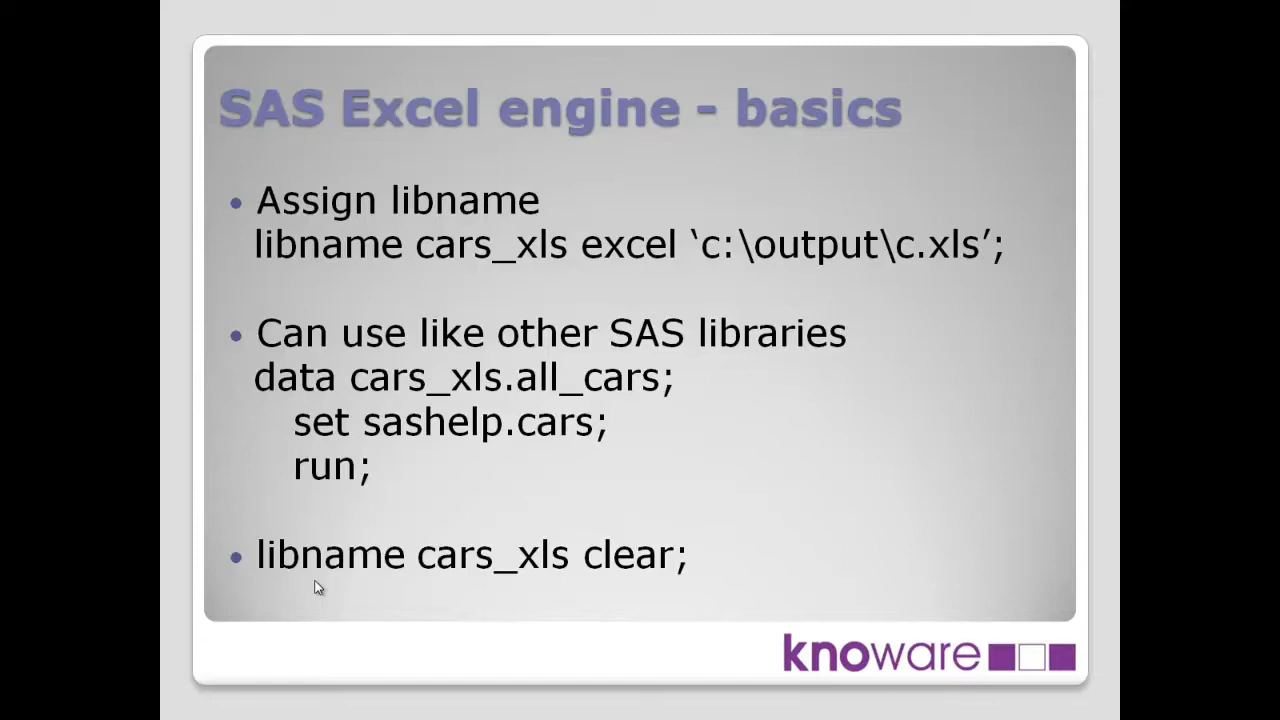 SAS Excel engine - basics
• Assign libname
libname cars_xls excel ‘c:\output\c.xls’;
• Can use like other SAS libraries
data cars_xls.all_cars;
set sashelp.cars;
run;
• libname cars_xls clear;
knoware